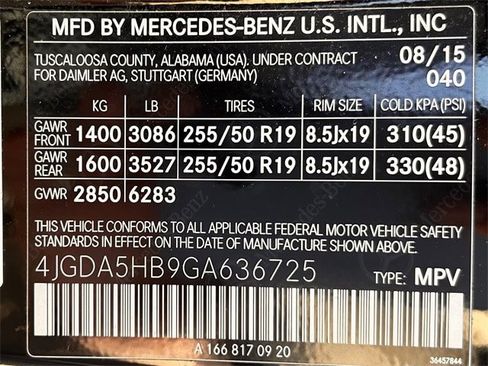 MFD BY MERCEDES-BENZ U.S. INTL., INC
TUSCALOOSA COUNTY, ALABAMA (USA). UNDER CONTRACT 08/15
FOR DAIMLER AG, STUTTGART (GERMANY) 040
KG LB TIRES RIM SIZE COLD KPA (PSI)
GAWR FRONT 1400 3086 255/50 R19 8.5Jx19 310(45)
GAWR REAR 1600 3527 255/50 R19 8.5Jx19 330(48)
GVWR 2850 6283
THIS VEHICLE CONFORMS TO ALL APPLICABLE FEDERAL MOTOR VEHICLE SAFETY
AND THEFT PREVENTION STANDARDS IN EFFECT ON THE DATE OF MANUFACTURE SHOWN ABOVE.
4JGDA5HB9GA636725 TYPE: MPV
A 166 817 09 20
36457844